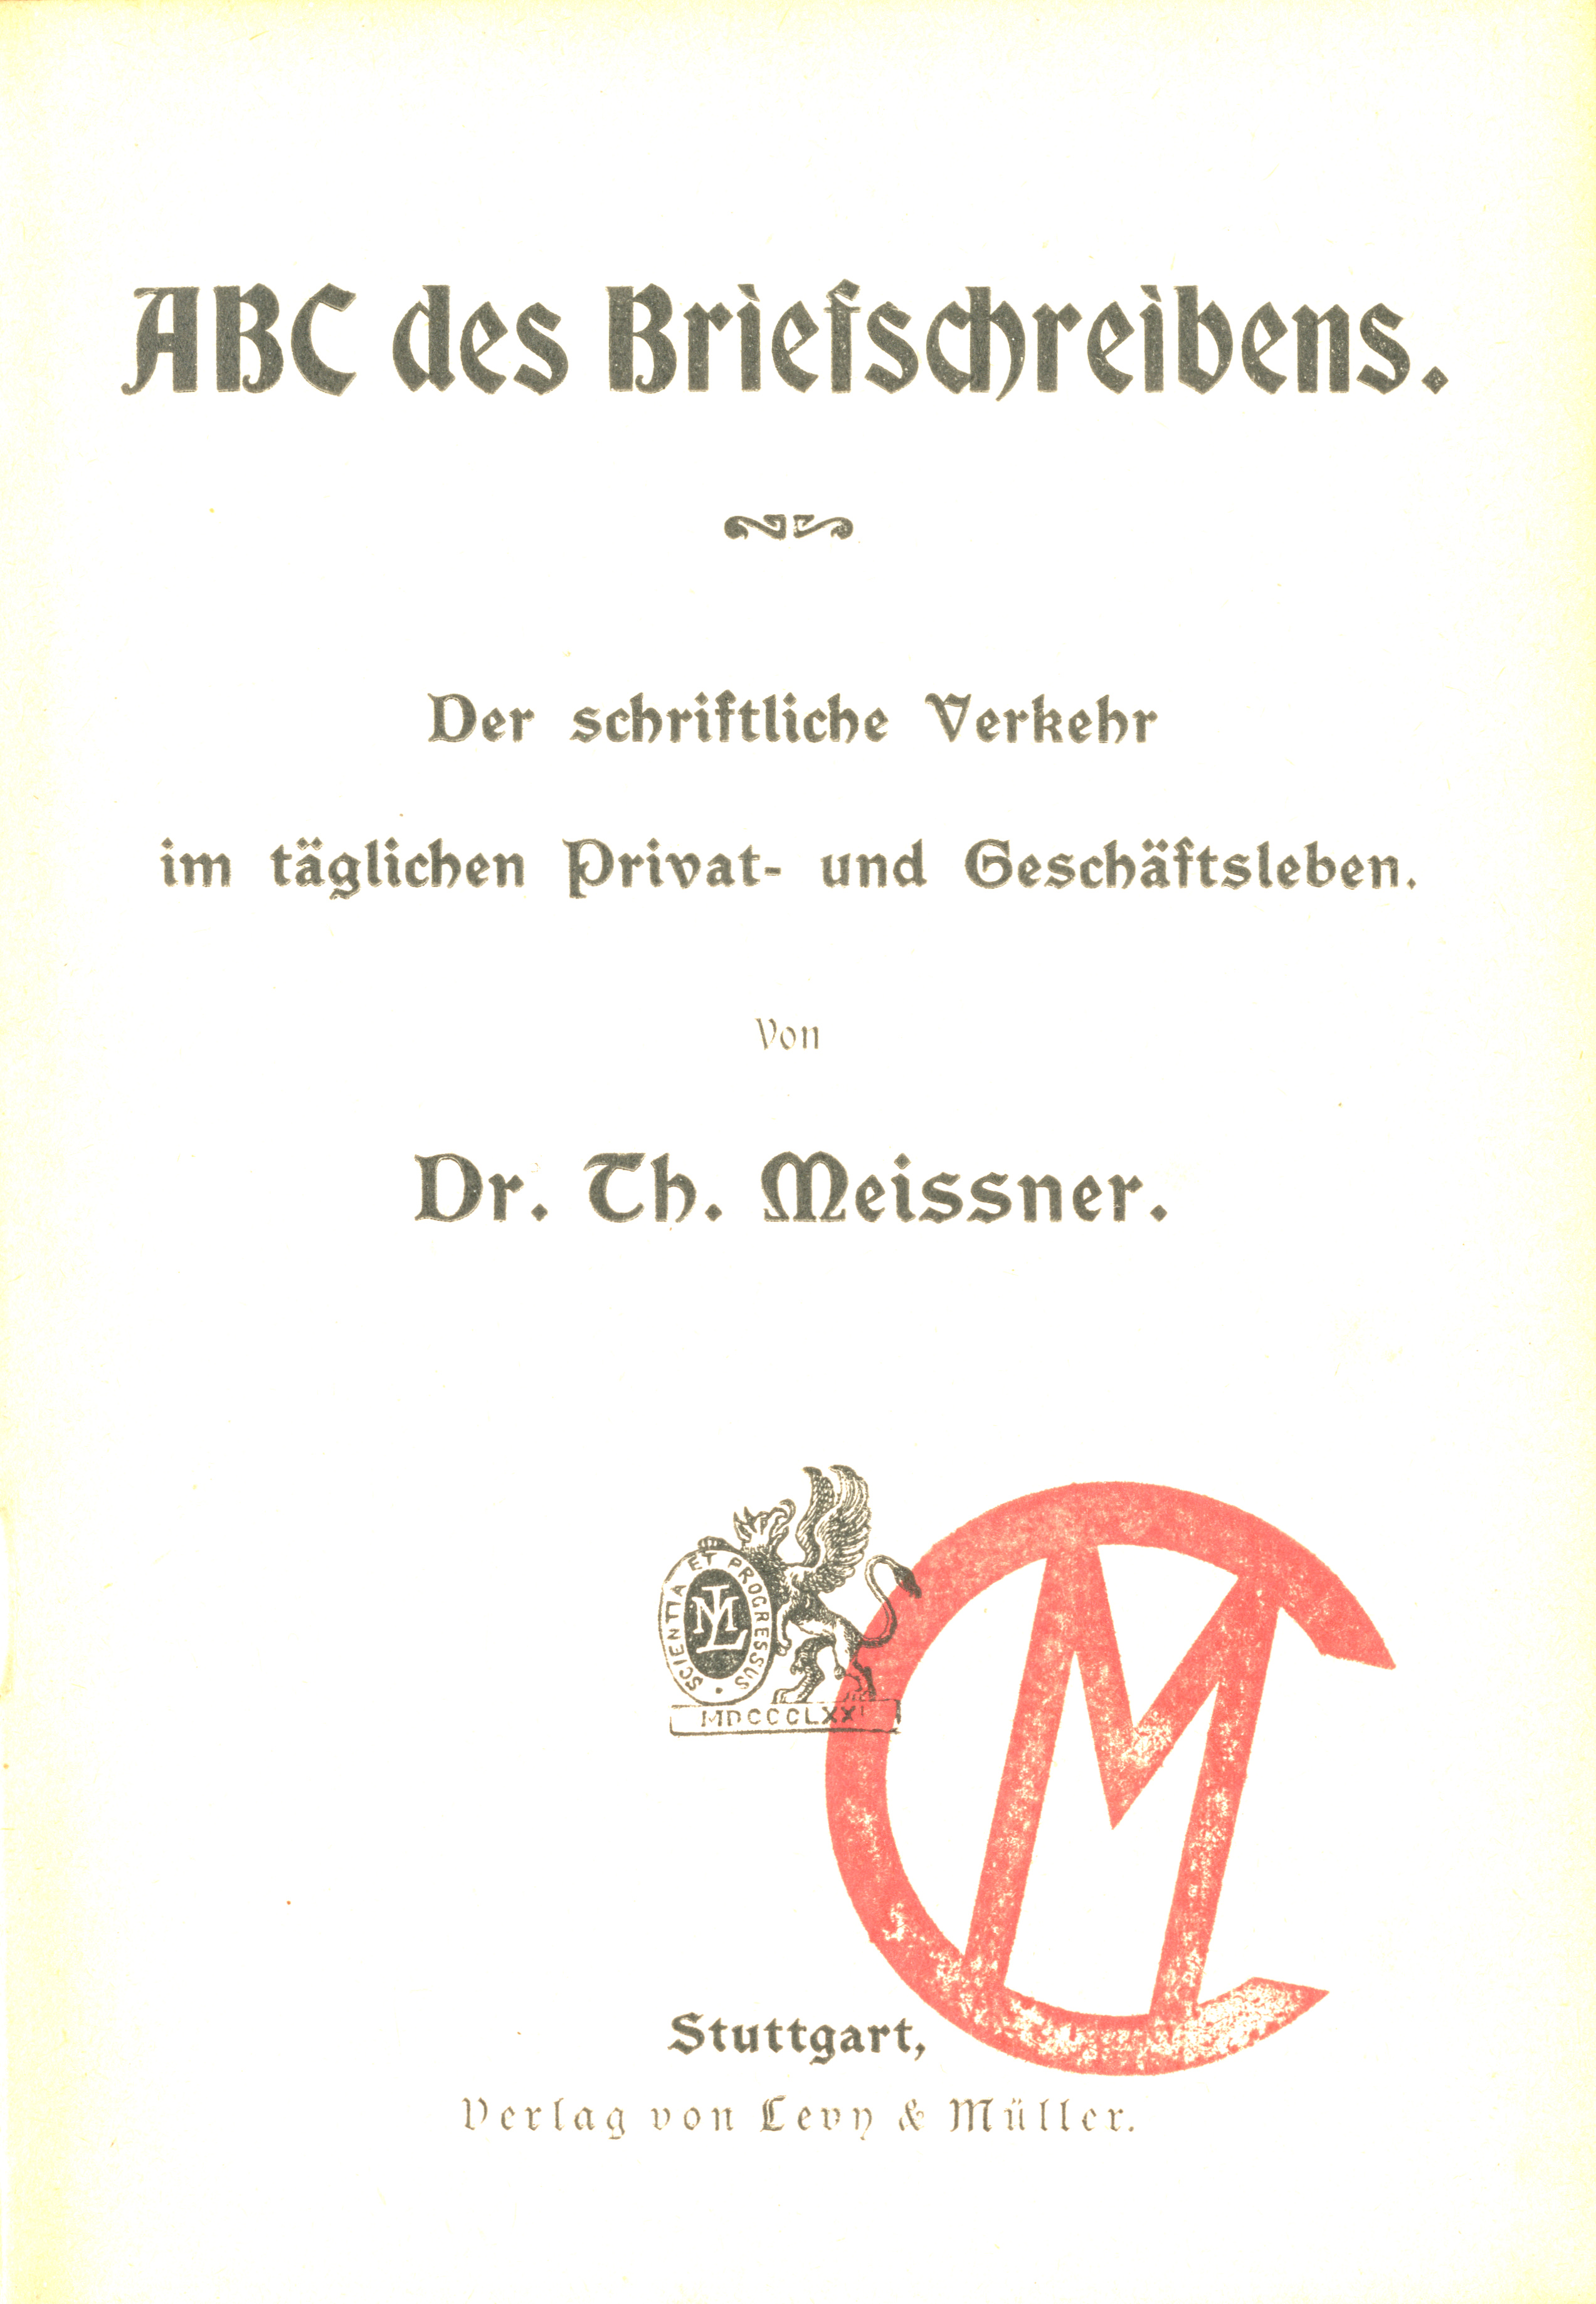 ABC des Briefschreibens.
Der schriftliche Verkehr
im täglichen Privat- und Geschäftsleben.
Von
Dr. Th. Meissner.
SCIENTIA ET PROGRESSUS
ML
MDCCCLXXI
CM
Stuttgart,
Verlag von Levy & Müller.